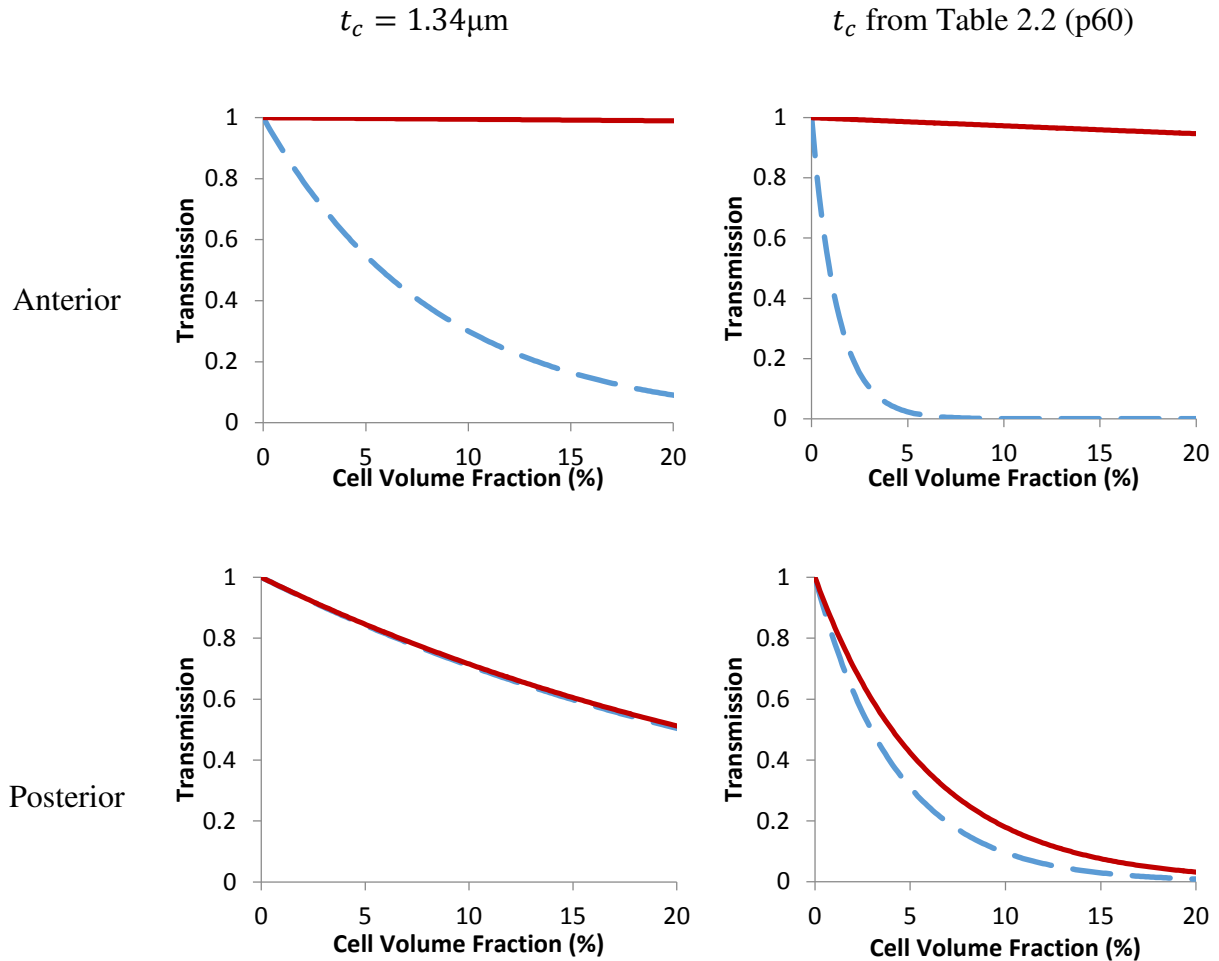 t_c = 1.34μm
t_c from Table 2.2 (p60)
Anterior
Transmission
1
0.8
0.6
0.4
0.2
0
0 5 10 15 20
Cell Volume Fraction (%)
Transmission
1
0.8
0.6
0.4
0.2
0
0 5 10 15 20
Cell Volume Fraction (%)
Posterior
Transmission
1
0.8
0.6
0.4
0.2
0
0 5 10 15 20
Cell Volume Fraction (%)
Transmission
1
0.8
0.6
0.4
0.2
0
0 5 10 15 20
Cell Volume Fraction (%)